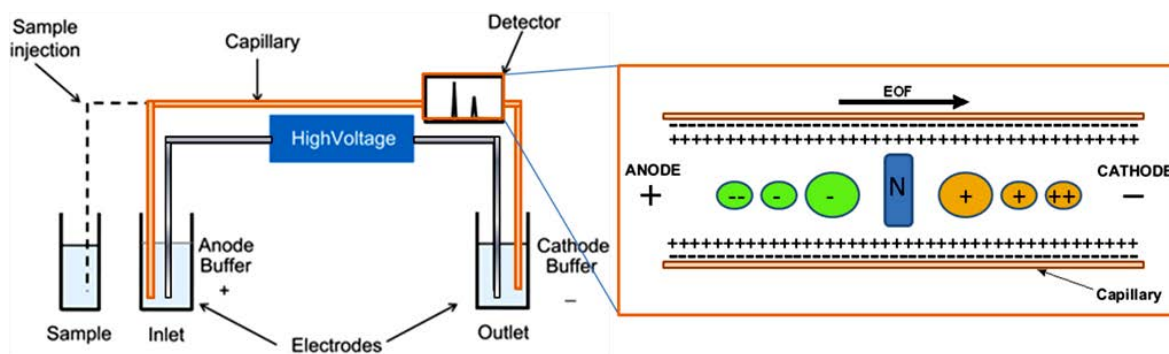 Sample
injection
Capillary
Detector
HighVoltage
Anode
Buffer
+
Cathode
Buffer
–
Sample
Inlet
Electrodes
Outlet
EOF
--------------------------------------------
++++++++++++++++++++++++++++++++++++++++
ANODE
+
--
-
-
N
+
+
++
CATHODE
–
++++++++++++++++++++++++++++++++++++++++
--------------------------------------------
Capillary